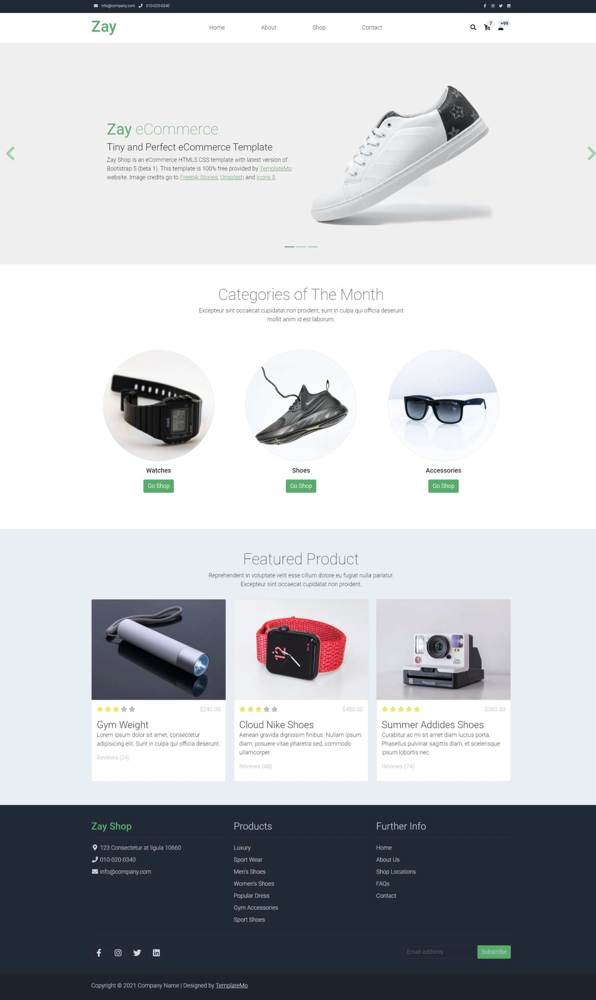 info@company.com 010-020-0340
Zay
Home About Shop Contact
7 +99
Zay eCommerce
Tiny and Perfect eCommerce Template
Zay Shop is an eCommerce HTML5 CSS template with latest version of
Bootstrap 5 (beta 1). This template is 100% free provided by TemplateMo
website. Image credits go to Freepik Stories, Unsplash and Icons 8.
Categories of The Month
Excepteur sint occaecat cupidatat non proident, sunt in culpa qui officia deserunt
mollit anim id est laborum.
CASIO
Watches
Go Shop
Shoes
Go Shop
Accessories
Go Shop
Featured Product
Reprehenderit in voluptate velit esse cillum dolore eu fugiat nulla pariatur.
Excepteur sint occaecat cupidatat non proident.
$240.00
Gym Weight
Lorem ipsum dolor sit amet, consectetur
adipisicing elit. Sunt in culpa qui officia deserunt.
Reviews (24)
12
$480.00
Cloud Nike Shoes
Aenean gravida dignissim finibus. Nullam ipsum
diam, posuere vitae pharetra sed, commodo
ullamcorper.
Reviews (48)
One
Step2
Polaroid
$360.00
Summer Addides Shoes
Curabitur ac mi sit amet diam luctus porta.
Phasellus pulvinar sagittis diam, et scelerisque
ipsum lobortis nec.
Reviews (74)
Zay Shop
123 Consectetur at ligula 10660
010-020-0340
info@company.com
Products
Luxury
Sport Wear
Men's Shoes
Women's Shoes
Popular Dress
Gym Accessories
Sport Shoes
Further Info
Home
About Us
Shop Locations
FAQs
Contact
Email address Subscribe
Copyright © 2021 Company Name | Designed by TemplateMo